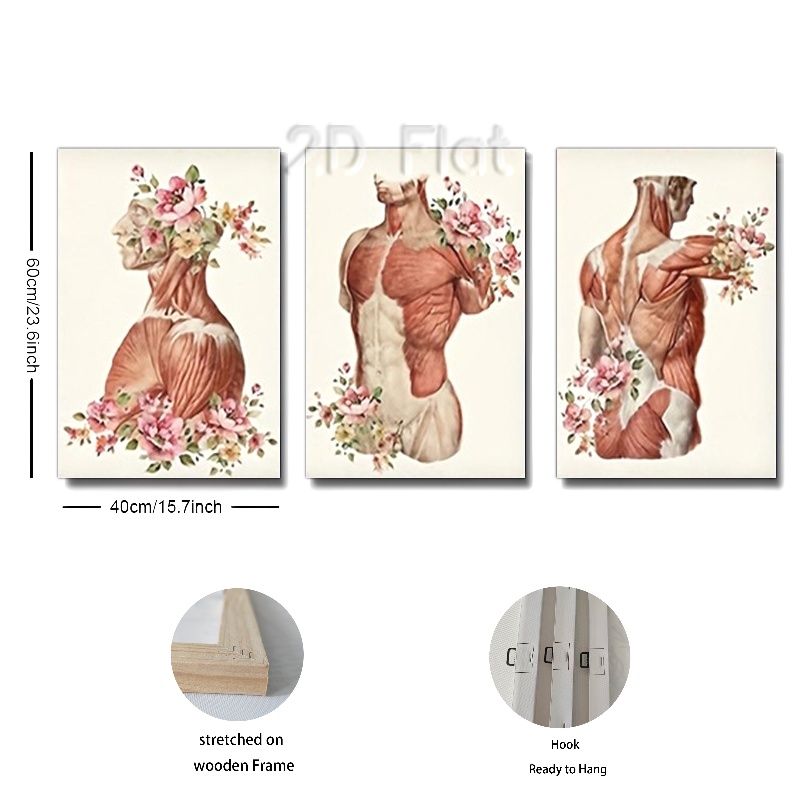 2D Flat
60cm/23.6inch
40cm/15.7inch
stretched on
wooden Frame
Hook
Ready to Hang